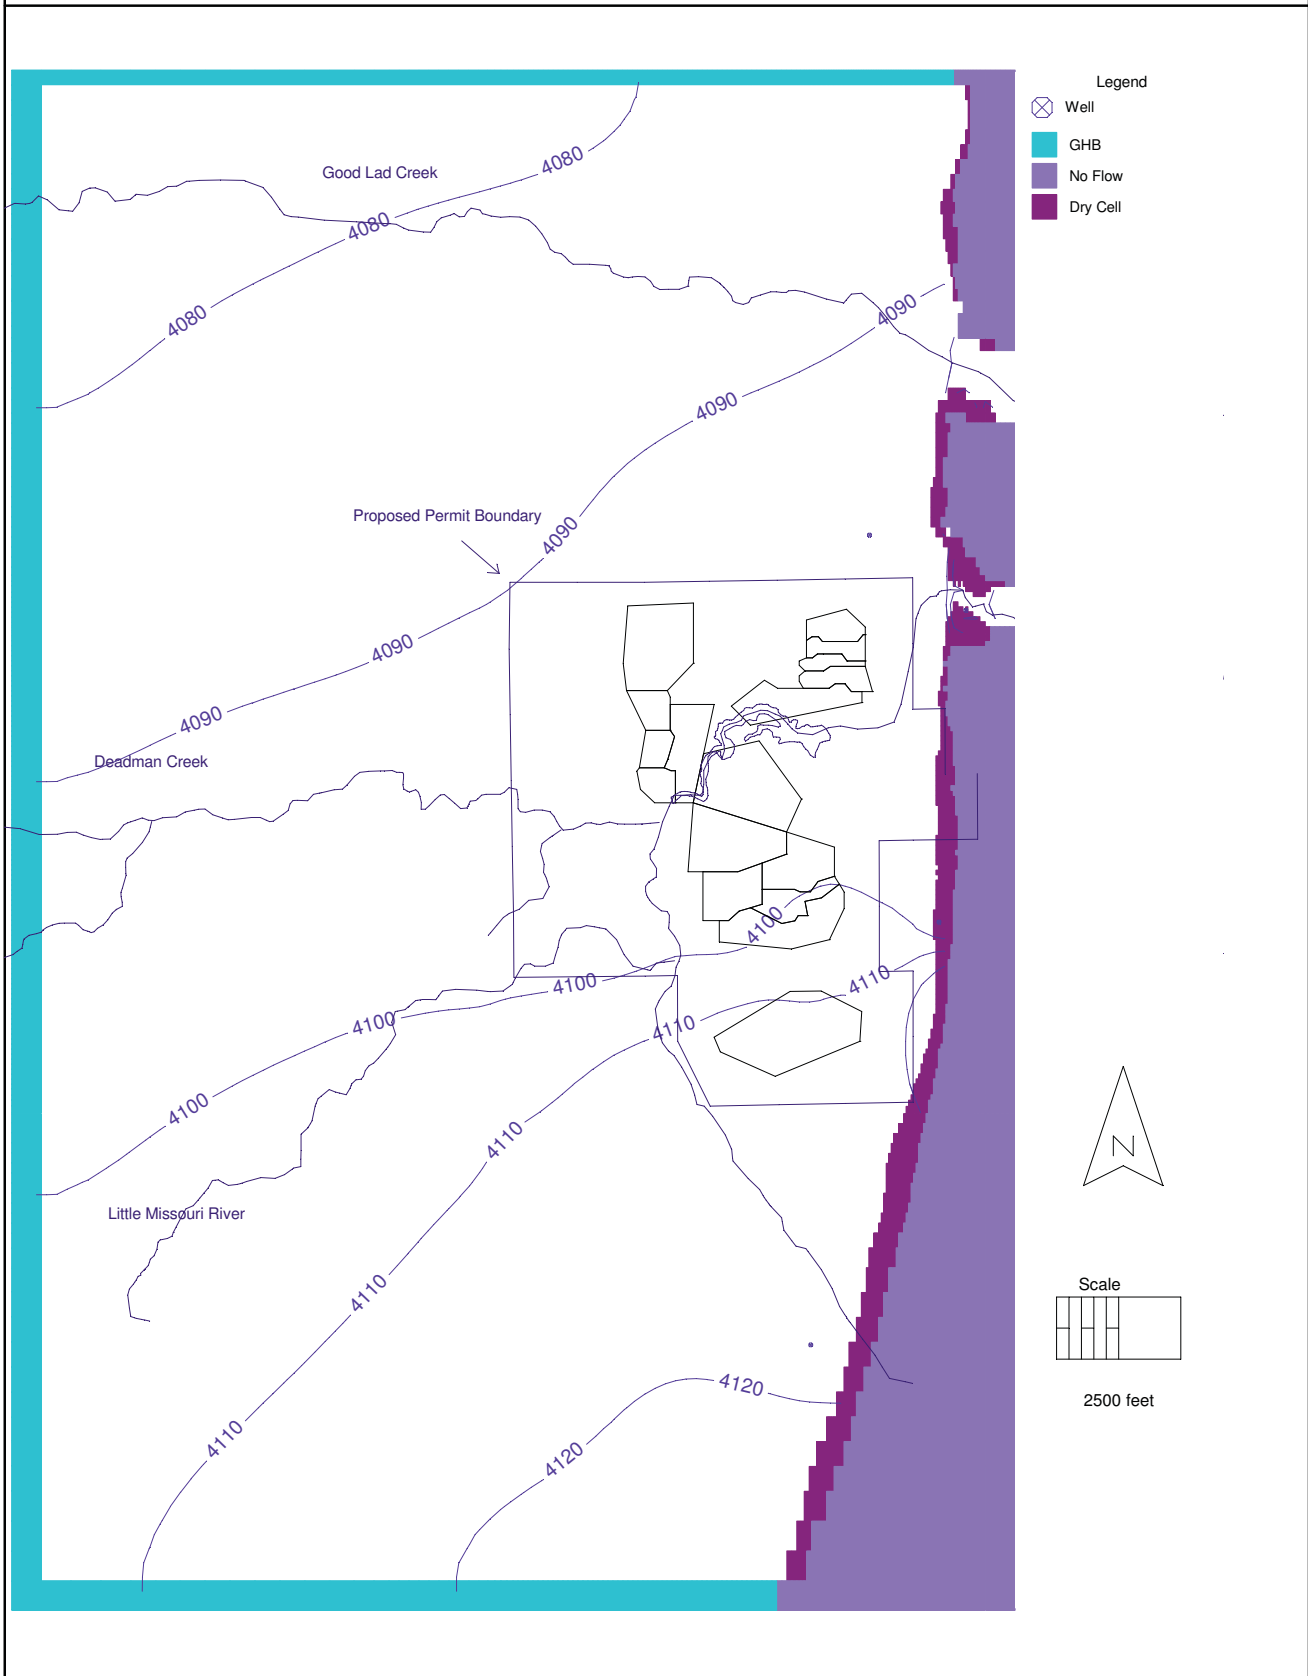 Legend
Well
GHB
No Flow
Dry Cell
4080
Good Lad Creek
4080
4090
4080
4090
Proposed Permit Boundary
4090
4090
4090
Deadman Creek
4100
4110
4100
4100
4110
4100
4110
N
Little Missouri River
4110
Scale
4120
2500 feet
4110
4120